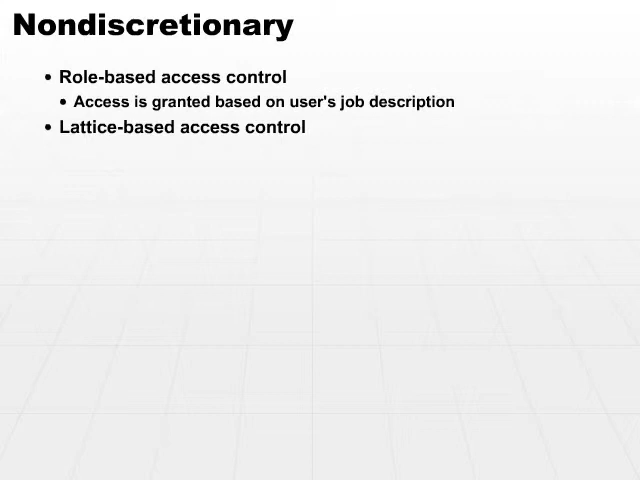 Nondiscretionary
• Role-based access control
• Access is granted based on user's job description
• Lattice-based access control